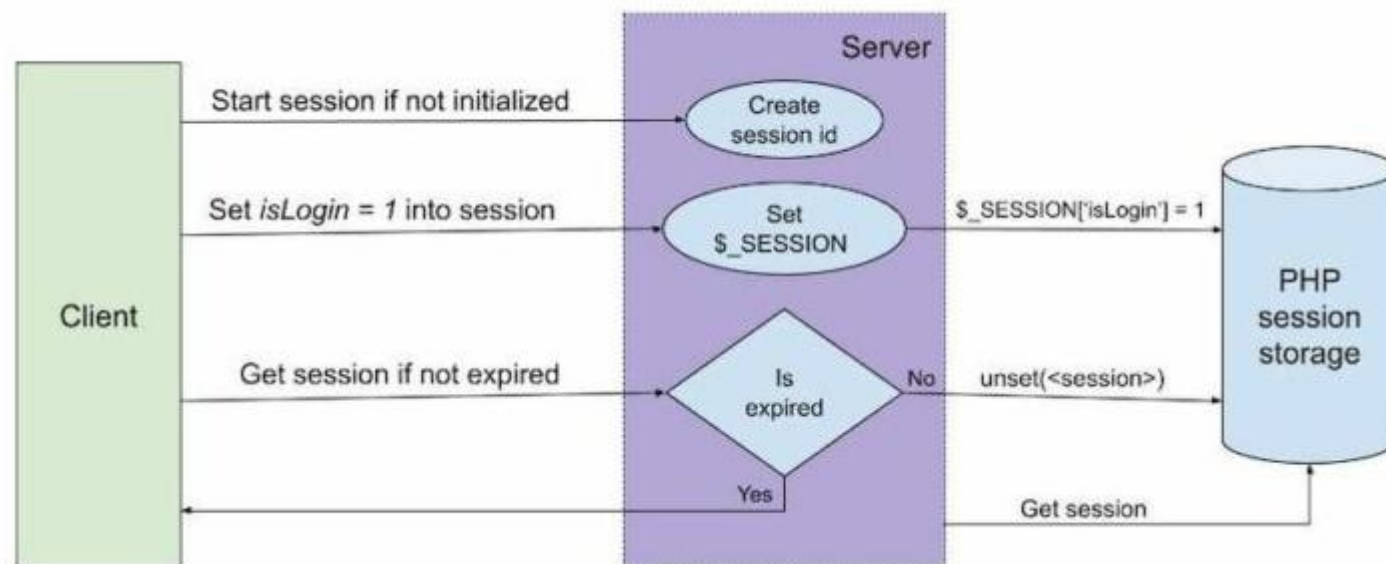 Server
Start session if not initialized
Create
session id
Set isLogin = 1 into session
Set
$_SESSION
$_SESSION['isLogin'] = 1
Client
PHP
session
storage
Get session if not expired
Is
expired
No
unset(<session>)
Yes
Get session